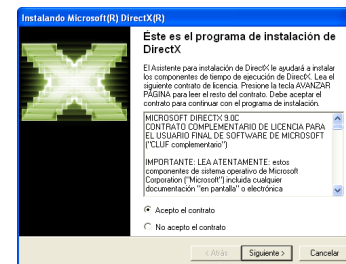 Instalando Microsoft(R) DirectX(R)
Éste es el programa de instalación de
DirectX
El Asistente para instalación de DirectX le ayudará a instalar
los componentes de tiempo de ejecución de DirectX. Lea el
siguiente contrato de licencia. Presione la tecla AVANZAR
PÁGINA para leer el resto del contrato. Debe aceptar el
contrato para continuar con el programa de instalación.
MICROSOFT DIRECTX 9.0C
CONTRATO COMPLEMENTARIO DE LICENCIA PARA
EL USUARIO FINAL DE SOFTWARE DE MICROSOFT
("CLUF complementario")
IMPORTANTE: LEA ATENTAMENTE: estos
componentes de sistema operativo de Microsoft
Corporation ("Microsoft") incluida cualquier
documentación "en pantalla" o electrónica
Acepto el contrato
No acepto el contrato
< Atrás
Siguiente >
Cancelar